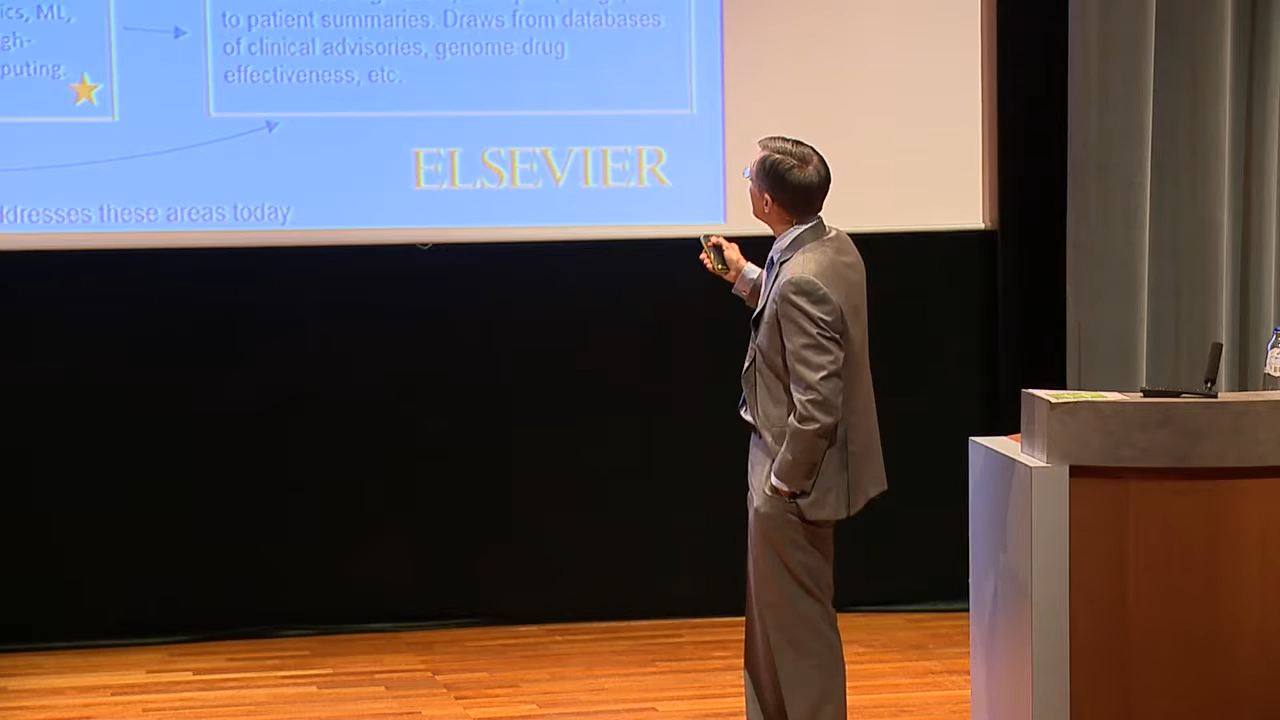 ics, ML,
gh-
puting.
to patient summaries. Draws from databases
of clinical advisories, genome-drug
effectiveness, etc.
ELSEVIER
ddresses these areas today